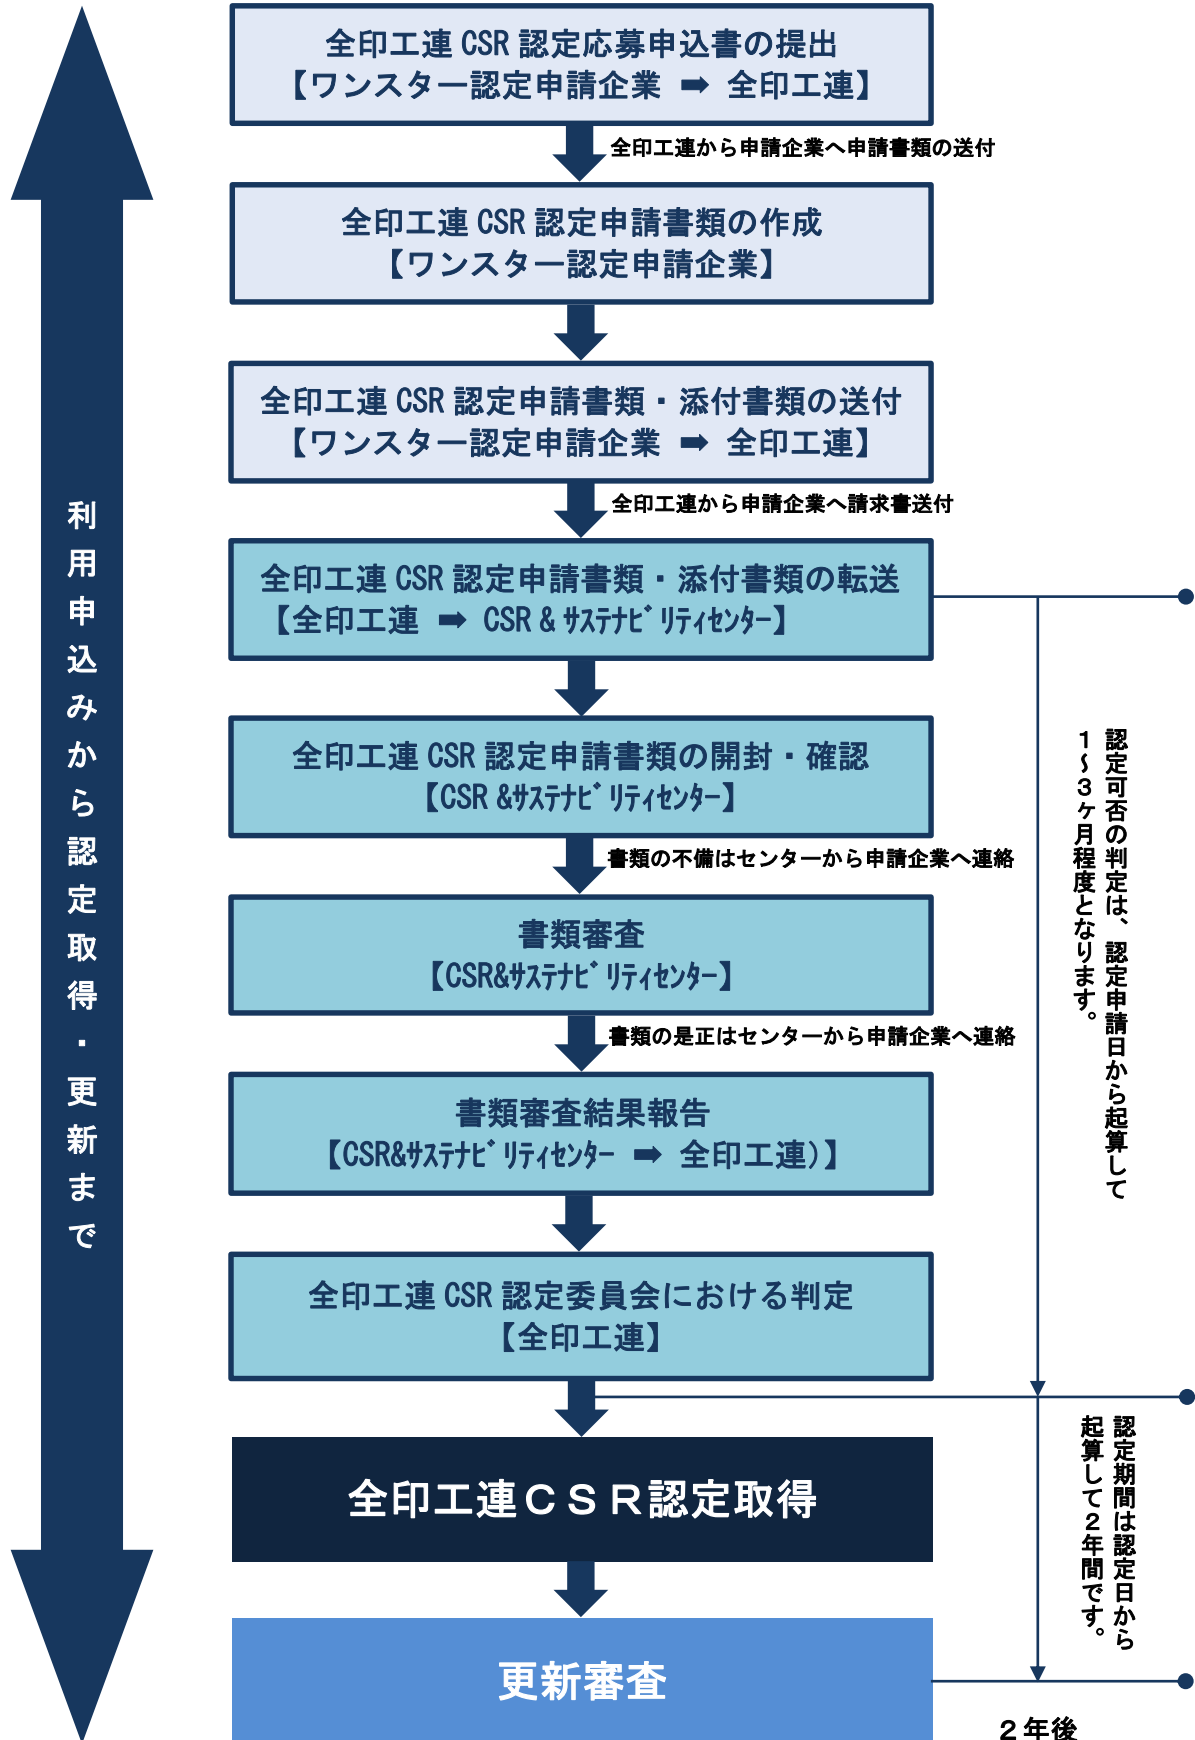 全印工連 CSR 認定応募申込書の提出
【ワンスター認定申請企業 ➡ 全印工連】
全印工連から申請企業へ申請書類の送付
全印工連 CSR 認定申請書類の作成
【ワンスター認定申請企業】
全印工連 CSR 認定申請書類・添付書類の送付
【ワンスター認定申請企業 ➡ 全印工連】
全印工連から申請企業へ請求書送付
全印工連 CSR 認定申請書類・添付書類の転送
【全印工連 ➡ CSR & ｻｽﾃﾅﾋﾞﾘﾃｨｾﾝﾀｰ】
全印工連 CSR 認定申請書類の開封・確認
【CSR &ｻｽﾃﾅﾋﾞﾘﾃｨｾﾝﾀｰ】
書類の不備はセンターから申請企業へ連絡
書類審査
【CSR&ｻｽﾃﾅﾋﾞﾘﾃｨｾﾝﾀｰ】
書類の是正はセンターから申請企業へ連絡
書類審査結果報告
【CSR&ｻｽﾃﾅﾋﾞﾘﾃｨｾﾝﾀｰ ➡ 全印工連）】
全印工連 CSR 認定委員会における判定
【全印工連】
全印工連ＣＳＲ認定取得
更新審査
利用申込みから認定取得・更新まで
認定可否の判定は、認定申請日から起算して
１～３ヶ月程度となります。
認定期間は認定日から
起算して２年間です。
２年後